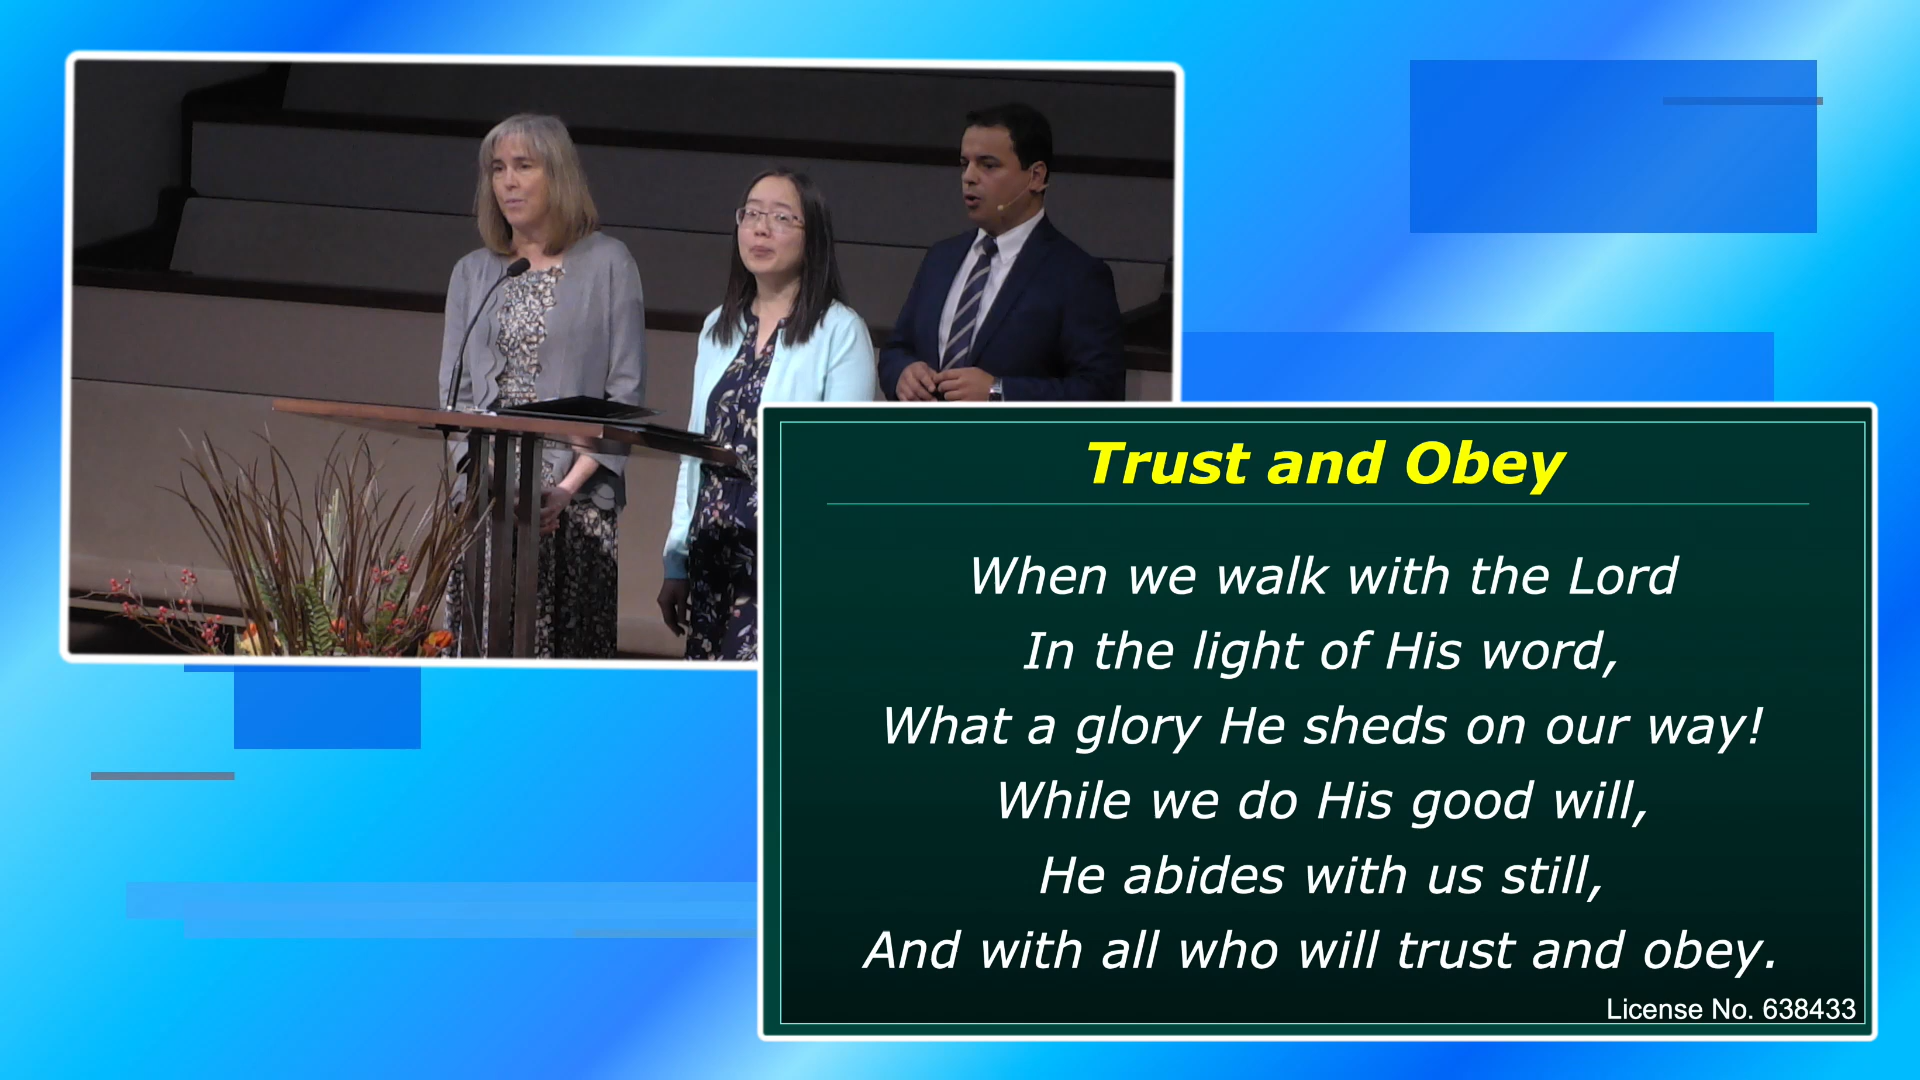 Trust and Obey
When we walk with the Lord
In the light of His word,
What a glory He sheds on our way!
While we do His good will,
He abides with us still,
And with all who will trust and obey.
License No. 638433